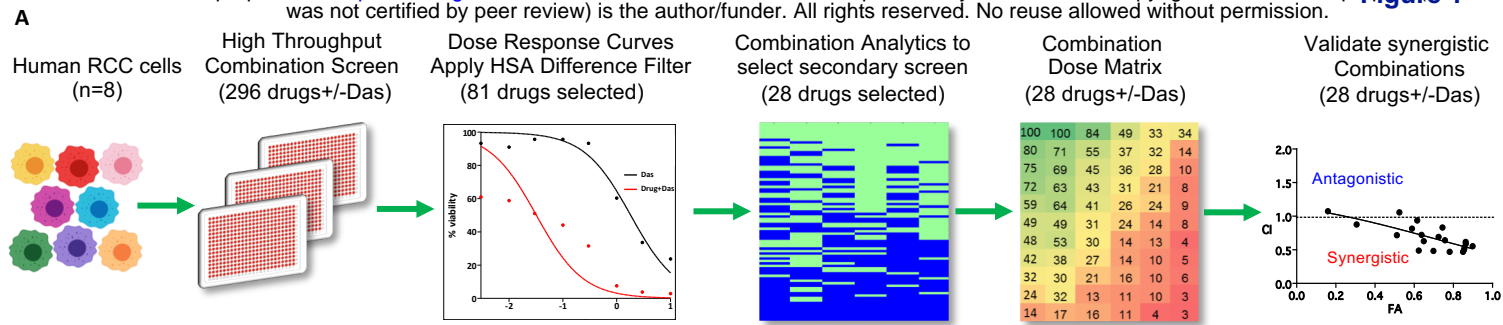 was not certified by peer review) is the author/funder. All rights reserved. No reuse allowed without permission.
A
Human RCC cells
(n=8)
High Throughput
Combination Screen
(296 drugs+/-Das)
Dose Response Curves
Apply HSA Difference Filter
(81 drugs selected)
Combination Analytics to
select secondary screen
(28 drugs selected)
Combination
Dose Matrix
(28 drugs+/-Das)
Validate synergistic
Combinations
(28 drugs+/-Das)
% viability
100
80
60
40
20
0
-2
-1
0
1
Das
Drug+Das
100 100 84 49 33 34
80 71 55 37 32 14
75 69 45 36 28 10
72 63 43 31 21 8
59 64 41 26 24 9
49 49 31 24 14 8
48 53 30 14 13 4
42 38 27 14 10 5
32 30 21 16 10 6
24 32 13 11 10 3
14 17 16 11 4 3
CI
2.0
1.5
1.0
0.5
0.0
Antagonistic
Synergistic
0.0 0.2 0.4 0.6 0.8 1.0
FA